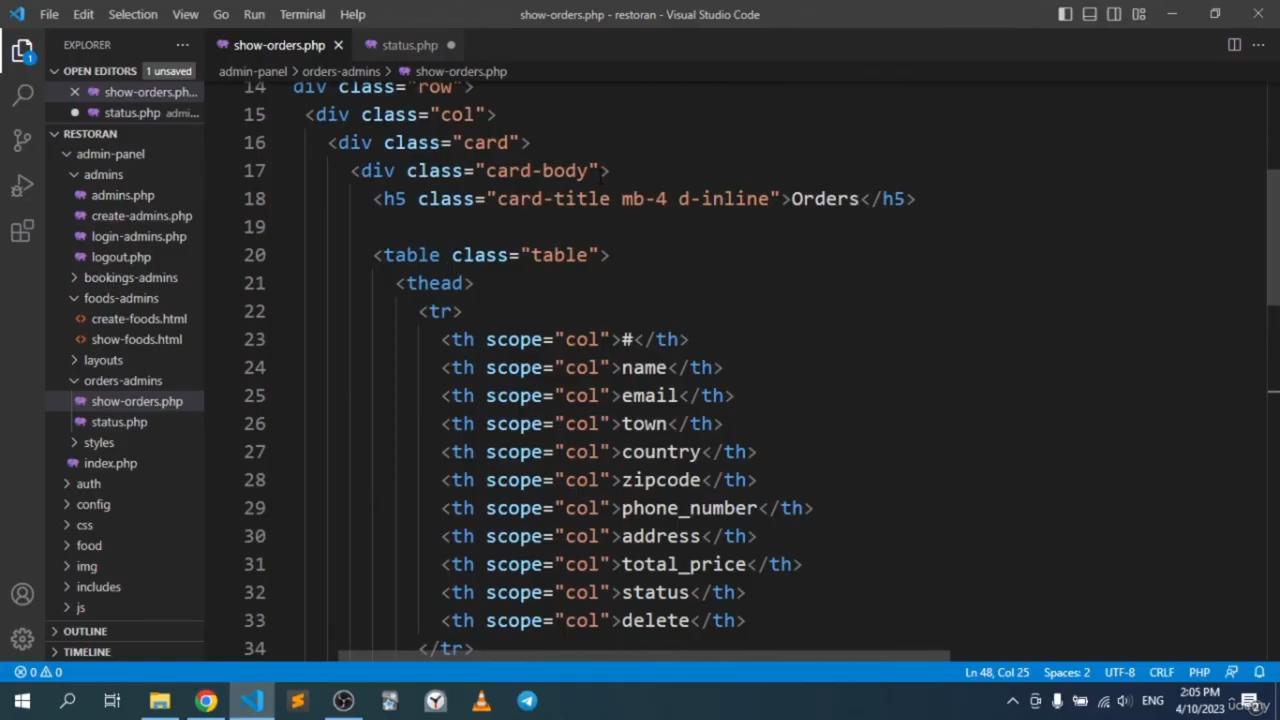 File Edit Selection View Go Run Terminal Help show-orders.php - restoran - Visual Studio Code
EXPLORER
show-orders.php
status.php
OPEN EDITORS 1 unsaved
admin-panel > orders-admins > show-orders.php
show-orders.ph...
status.php admi...
RESTORAN
admin-panel
admins
admins.php
create-admins.php
login-admins.php
logout.php
bookings-admins
foods-admins
create-foods.html
show-foods.html
layouts
orders-admins
show-orders.php
status.php
styles
index.php
auth
config
css
food
img
includes
js
OUTLINE
TIMELINE
14 div class="row">
15 <div class="col">
16 <div class="card">
17 <div class="card-body">
18 <h5 class="card-title mb-4 d-inline">Orders</h5>
19
20 <table class="table">
21 <thead>
22 <tr>
23 <th scope="col">#</th>
24 <th scope="col">name</th>
25 <th scope="col">email</th>
26 <th scope="col">town</th>
27 <th scope="col">country</th>
28 <th scope="col">zipcode</th>
29 <th scope="col">phone_number</th>
30 <th scope="col">address</th>
31 <th scope="col">total_price</th>
32 <th scope="col">status</th>
33 <th scope="col">delete</th>
34 </tr>
0 0 Ln 48, Col 25 Spaces: 2 UTF-8 CRLF PHP
ENG
2:05 PM
4/10/2023
udemy